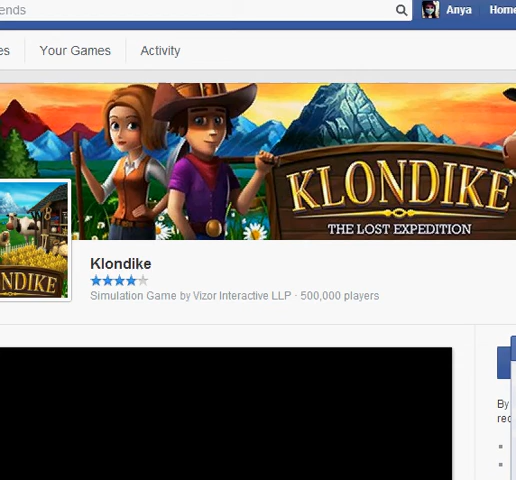 ends
Anya
Home
es
Your Games
Activity
KLONDIKE
THE LOST EXPEDITION
NDIKE
Klondike
Simulation Game by Vizor Interactive LLP · 500,000 players
By
rec